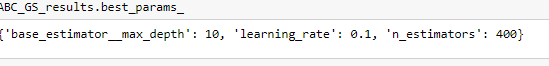 ABC_GS_results.best_params_
{'base_estimator__max_depth': 10, 'learning_rate': 0.1, 'n_estimators': 400}